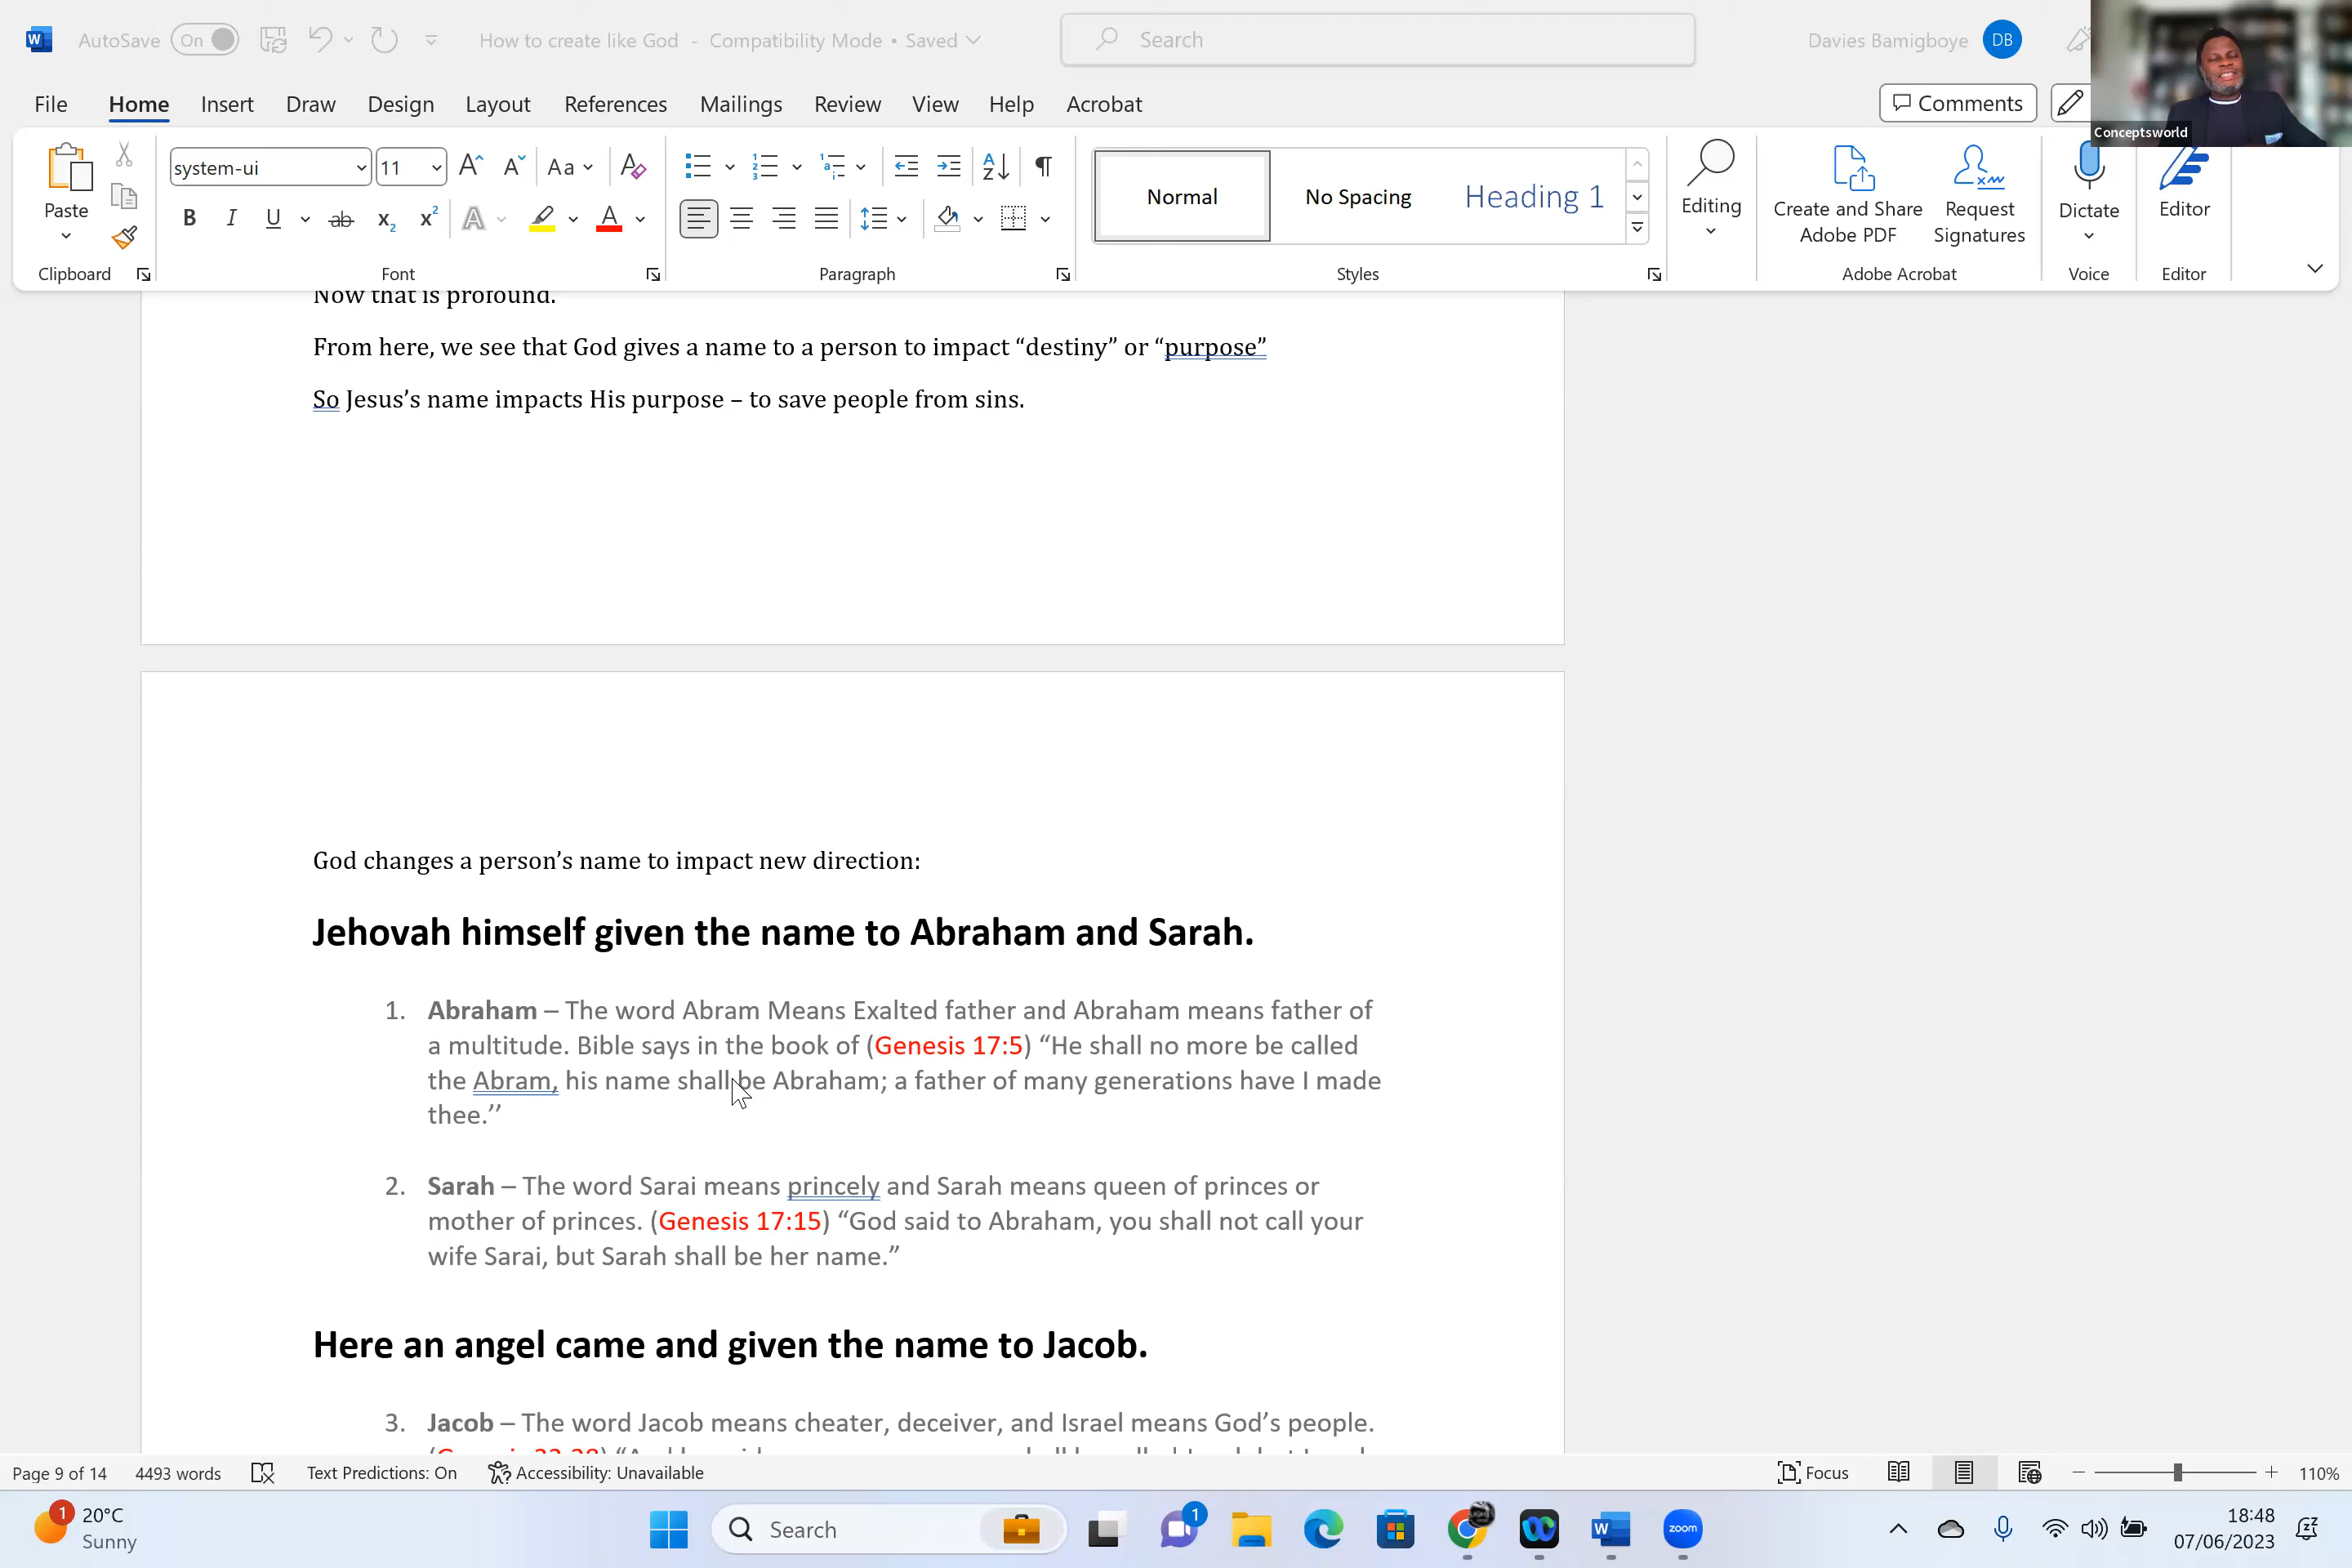 AutoSave On How to create like God - Compatibility Mode • Saved Search Davies Bamigboye DB
File Home Insert Draw Design Layout References Mailings Review View Help Acrobat Comments
Conceptsworld
Paste
system-ui 11
Aa
Normal No Spacing Heading 1
Editing
Create and Share Adobe PDF
Request Signatures
Dictate
Editor
Clipboard Font Paragraph Styles Adobe Acrobat Voice Editor
Now that is profound.
From here, we see that God gives a name to a person to impact “destiny” or “purpose”
So Jesus’s name impacts His purpose – to save people from sins.
God changes a person’s name to impact new direction:
Jehovah himself given the name to Abraham and Sarah.
1. Abraham – The word Abram Means Exalted father and Abraham means father of
a multitude. Bible says in the book of (Genesis 17:5) “He shall no more be called
the Abram, his name shall be Abraham; a father of many generations have I made
thee.’’
2. Sarah – The word Sarai means princely and Sarah means queen of princes or
mother of princes. (Genesis 17:15) “God said to Abraham, you shall not call your
wife Sarai, but Sarah shall be her name.”
Here an angel came and given the name to Jacob.
3. Jacob – The word Jacob means cheater, deceiver, and Israel means God’s people.
Page 9 of 14 4493 words Text Predictions: On Accessibility: Unavailable Focus 110%
1 20°C
Sunny
Search
1
zoom
18:48
07/06/2023